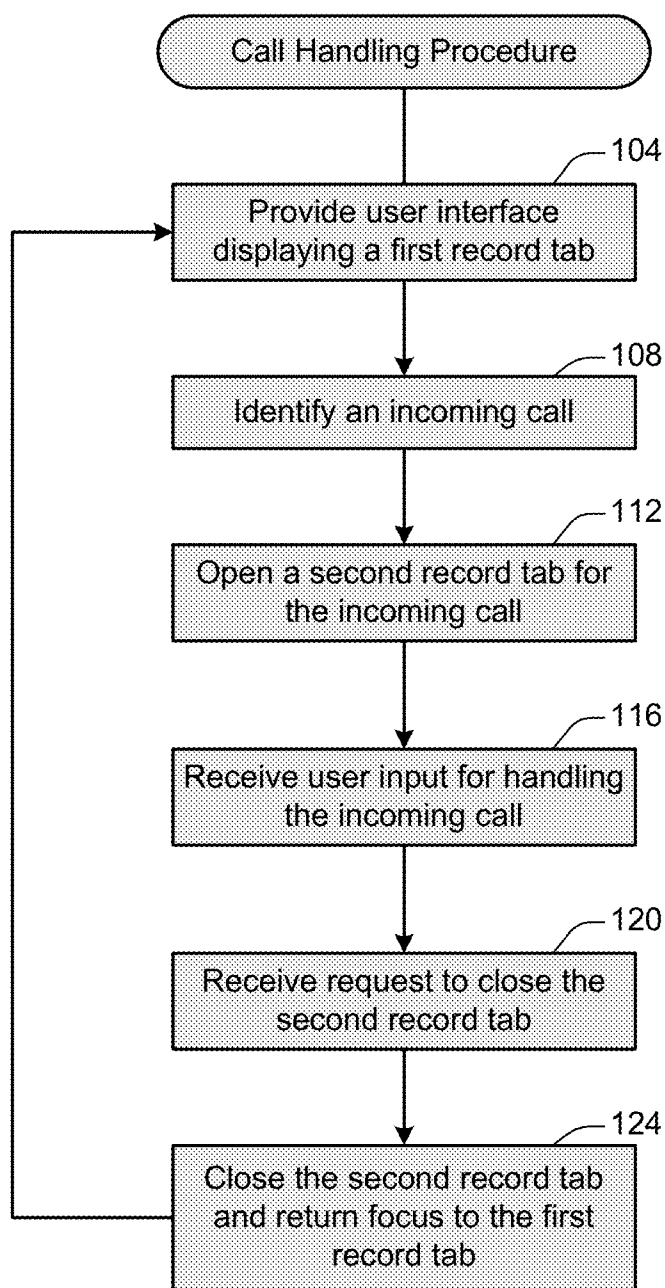 Call Handling Procedure
104
Provide user interface
displaying a first record tab
108
Identify an incoming call
112
Open a second record tab for
the incoming call
116
Receive user input for handling
the incoming call
120
Receive request to close the
second record tab
124
Close the second record tab
and return focus to the first
record tab